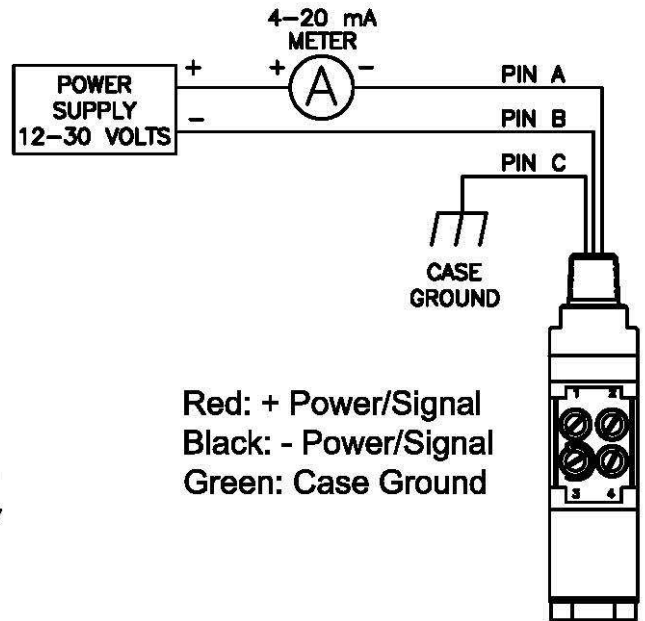 4-20 mA
METER
+
+
A
-
PIN A
POWER
SUPPLY
12-30 VOLTS
-
PIN B
PIN C
CASE
GROUND
Red: + Power/Signal
Black: - Power/Signal
Green: Case Ground
1 2
3 4